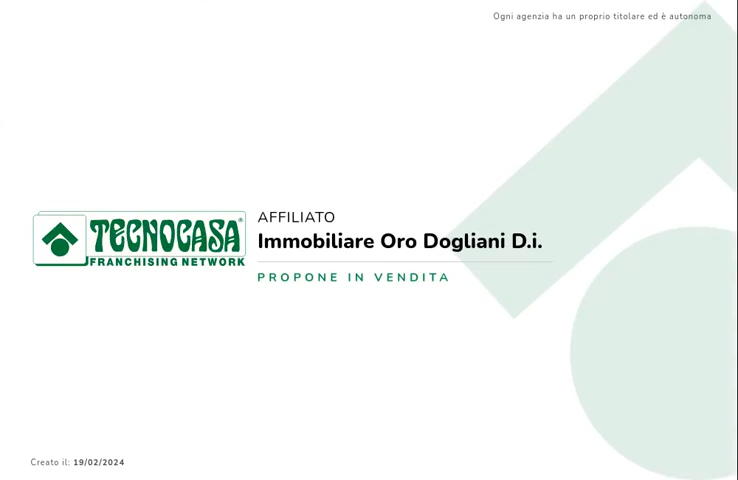 Ogni agenzia ha un proprio titolare ed è autonoma
AFFILIATO
TECNOCASA®
Immobiliare Oro Dogliani D.i.
FRANCHISING NETWORK
PROPONE IN VENDITA
Creato il: 19/02/2024